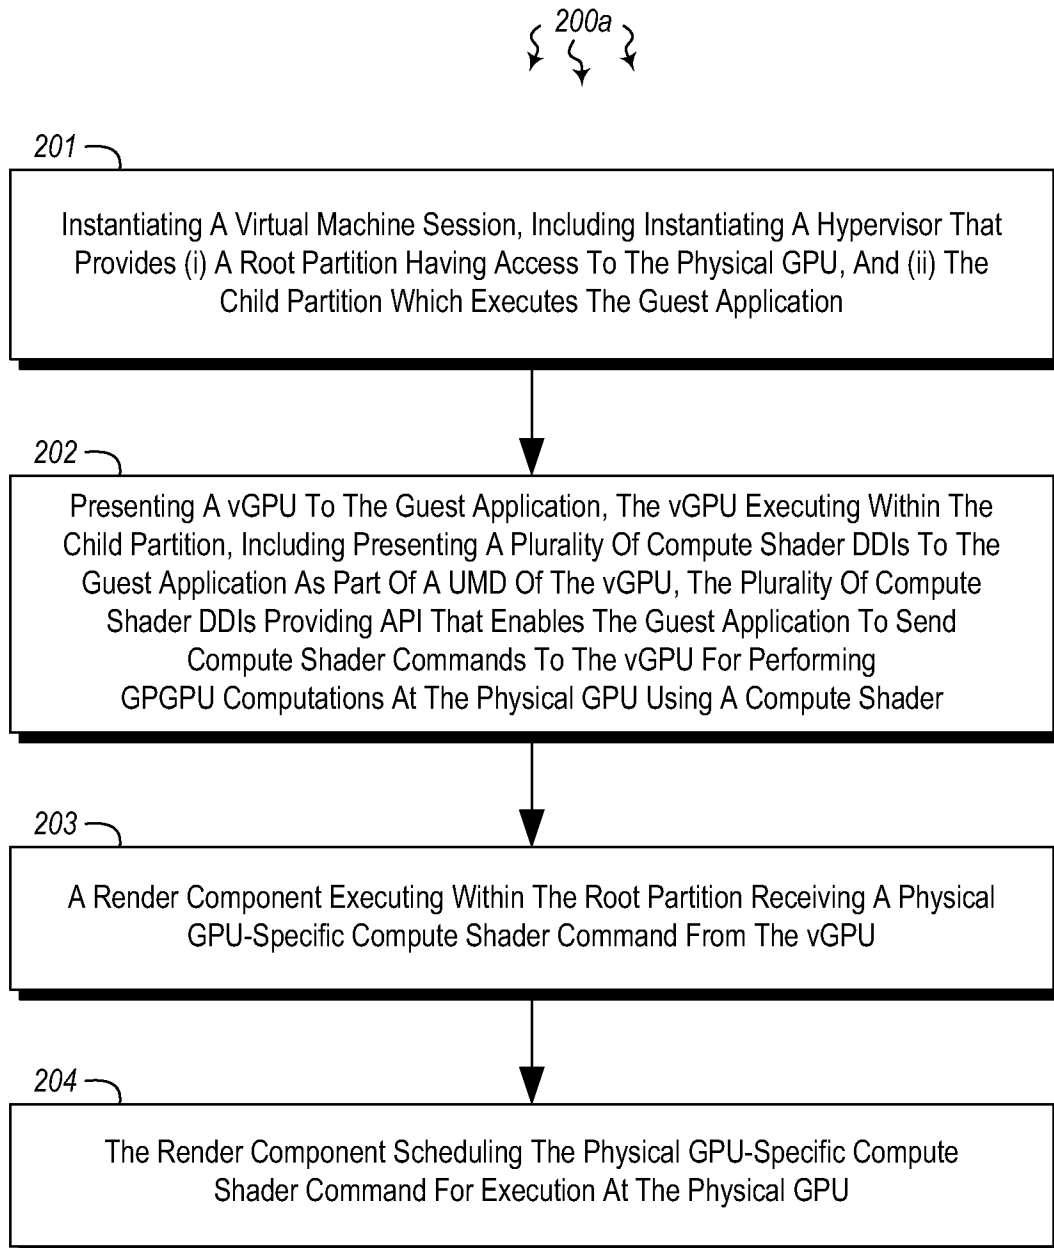 200a
201
Instantiating A Virtual Machine Session, Including Instantiating A Hypervisor That
Provides (i) A Root Partition Having Access To The Physical GPU, And (ii) The
Child Partition Which Executes The Guest Application
202
Presenting A vGPU To The Guest Application, The vGPU Executing Within The
Child Partition, Including Presenting A Plurality Of Compute Shader DDIs To The
Guest Application As Part Of A UMD Of The vGPU, The Plurality Of Compute
Shader DDIs Providing API That Enables The Guest Application To Send
Compute Shader Commands To The vGPU For Performing
GPGPU Computations At The Physical GPU Using A Compute Shader
203
A Render Component Executing Within The Root Partition Receiving A Physical
GPU-Specific Compute Shader Command From The vGPU
204
The Render Component Scheduling The Physical GPU-Specific Compute
Shader Command For Execution At The Physical GPU